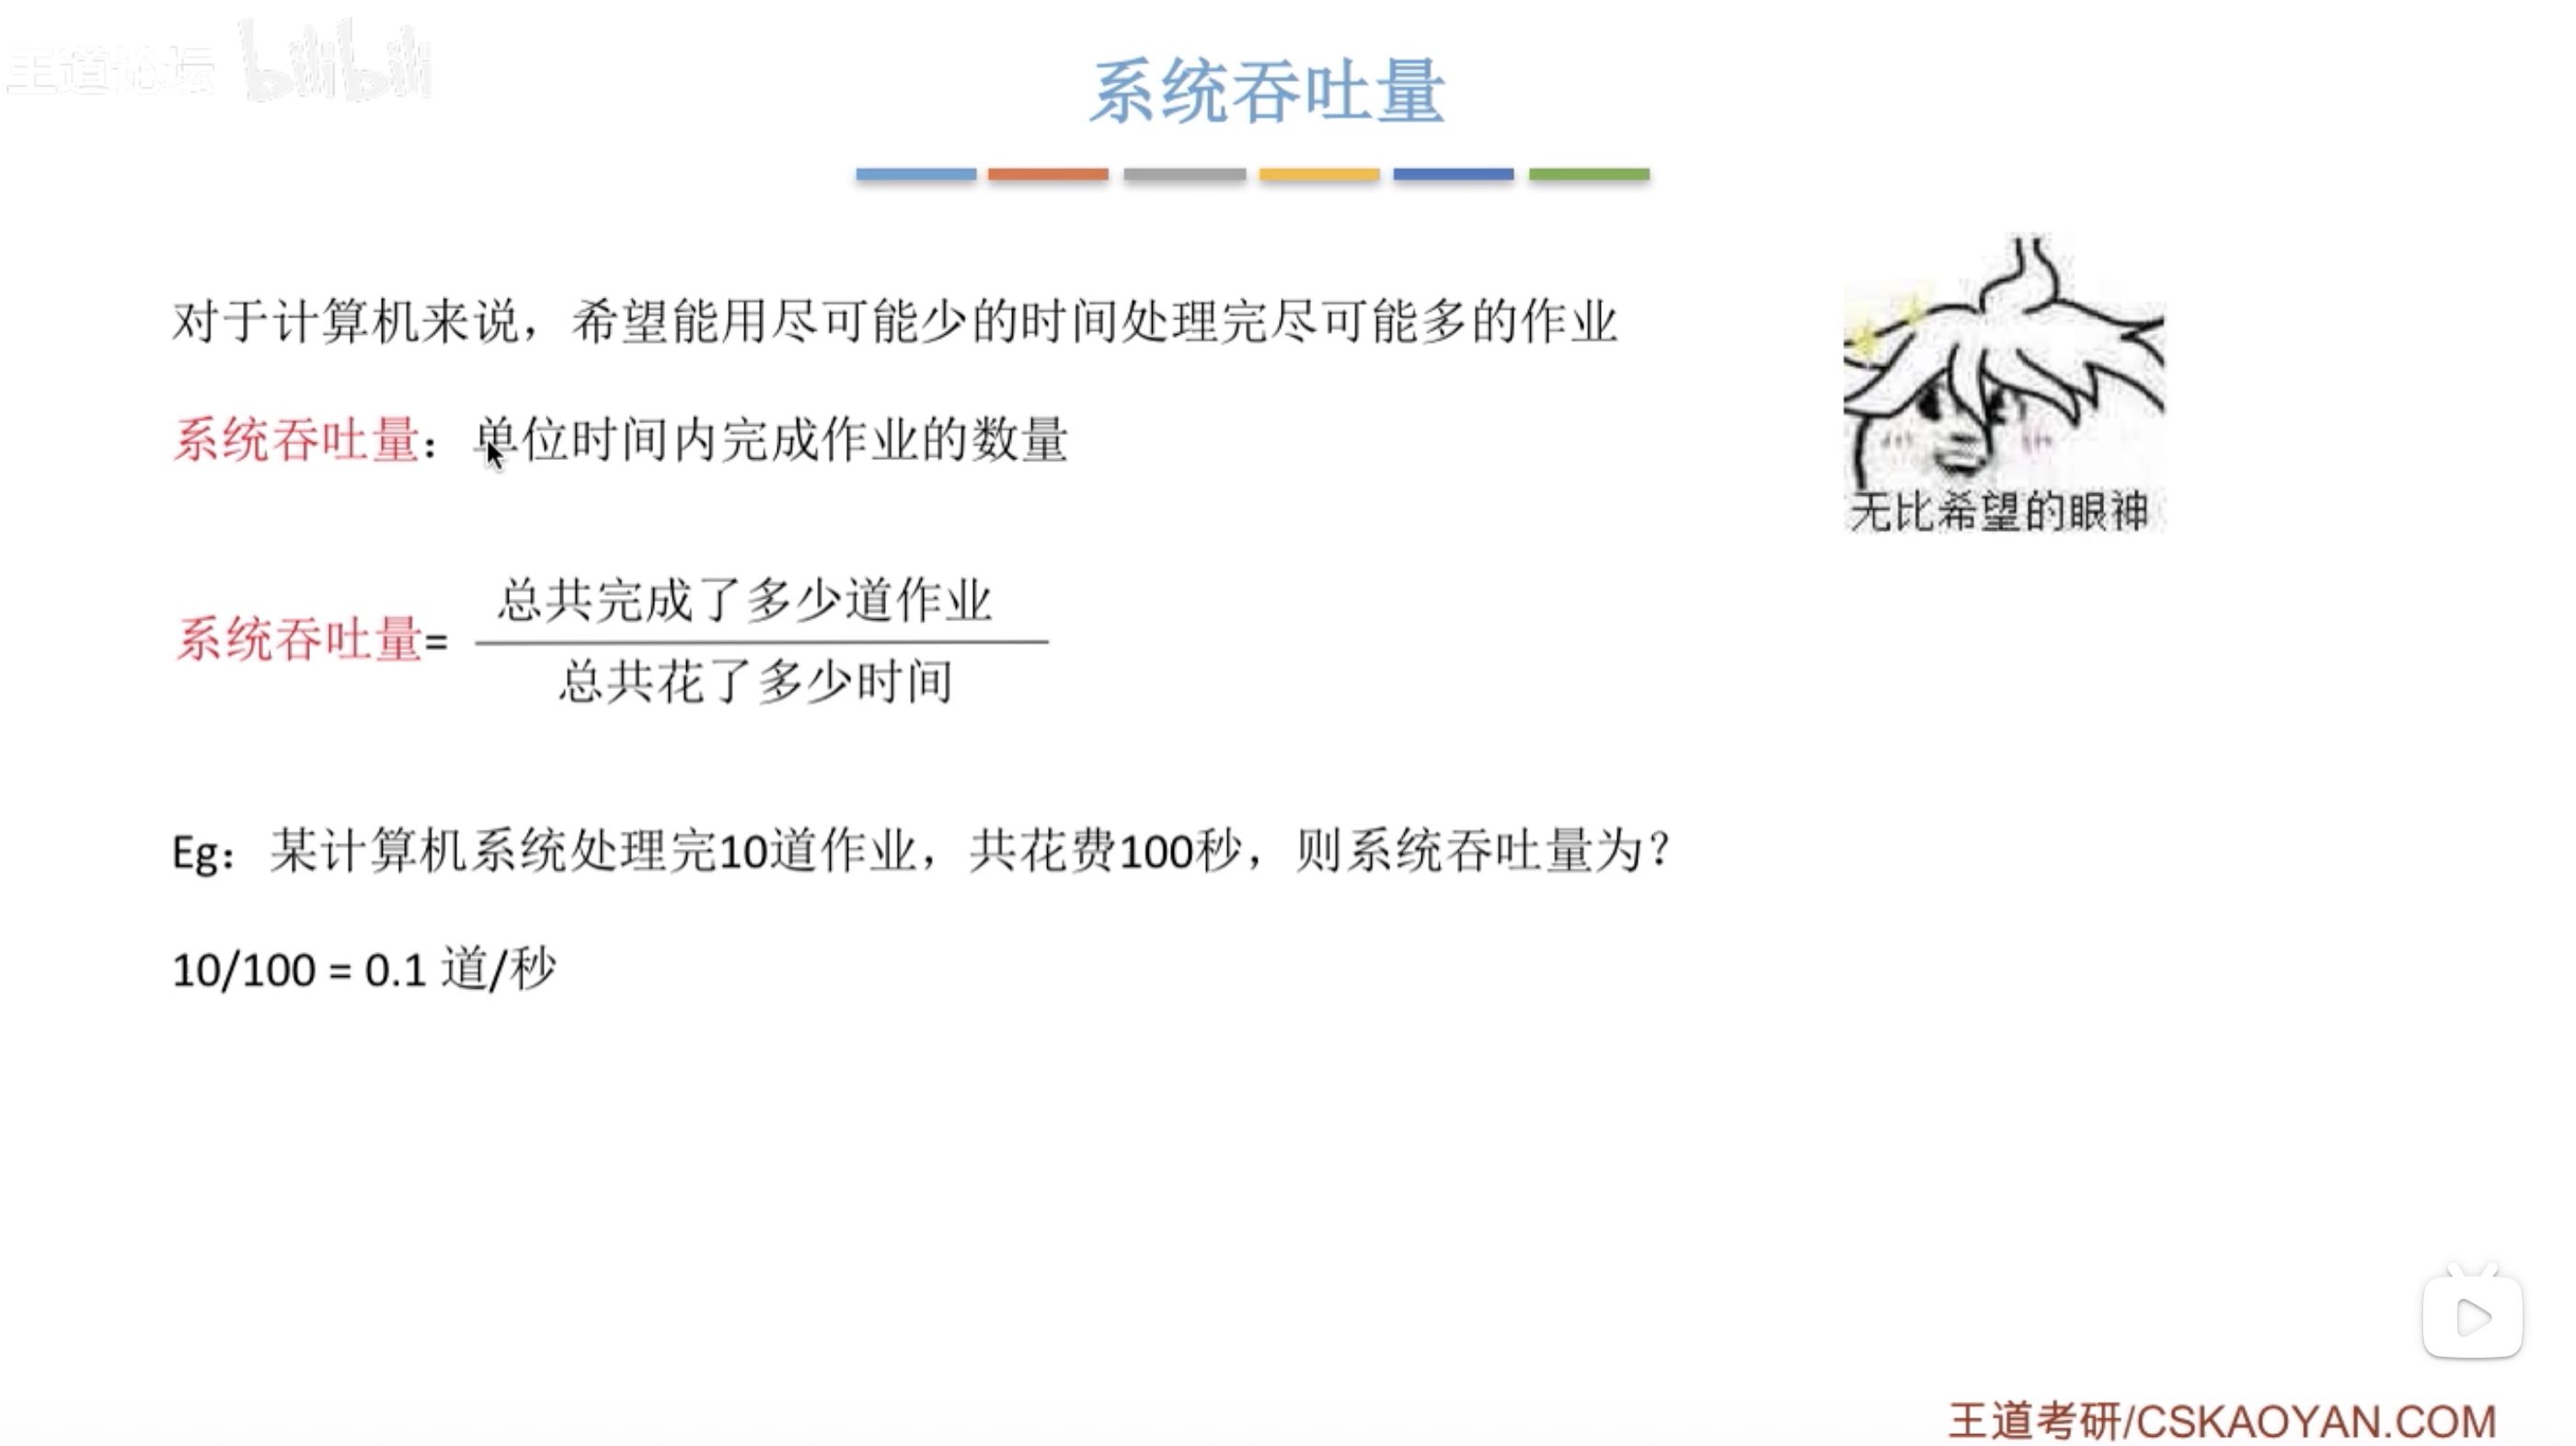 王道论坛 bilibili
系统吞吐量
对于计算机来说，希望能用尽可能少的时间处理完尽可能多的作业
系统吞吐量：单位时间内完成作业的数量
无比希望的眼神
系统吞吐量=
总共完成了多少道作业
总共花了多少时间
Eg：某计算机系统处理完10道作业，共花费100秒，则系统吞吐量为？
10/100 = 0.1 道/秒
王道考研/CSKAOYAN.COM